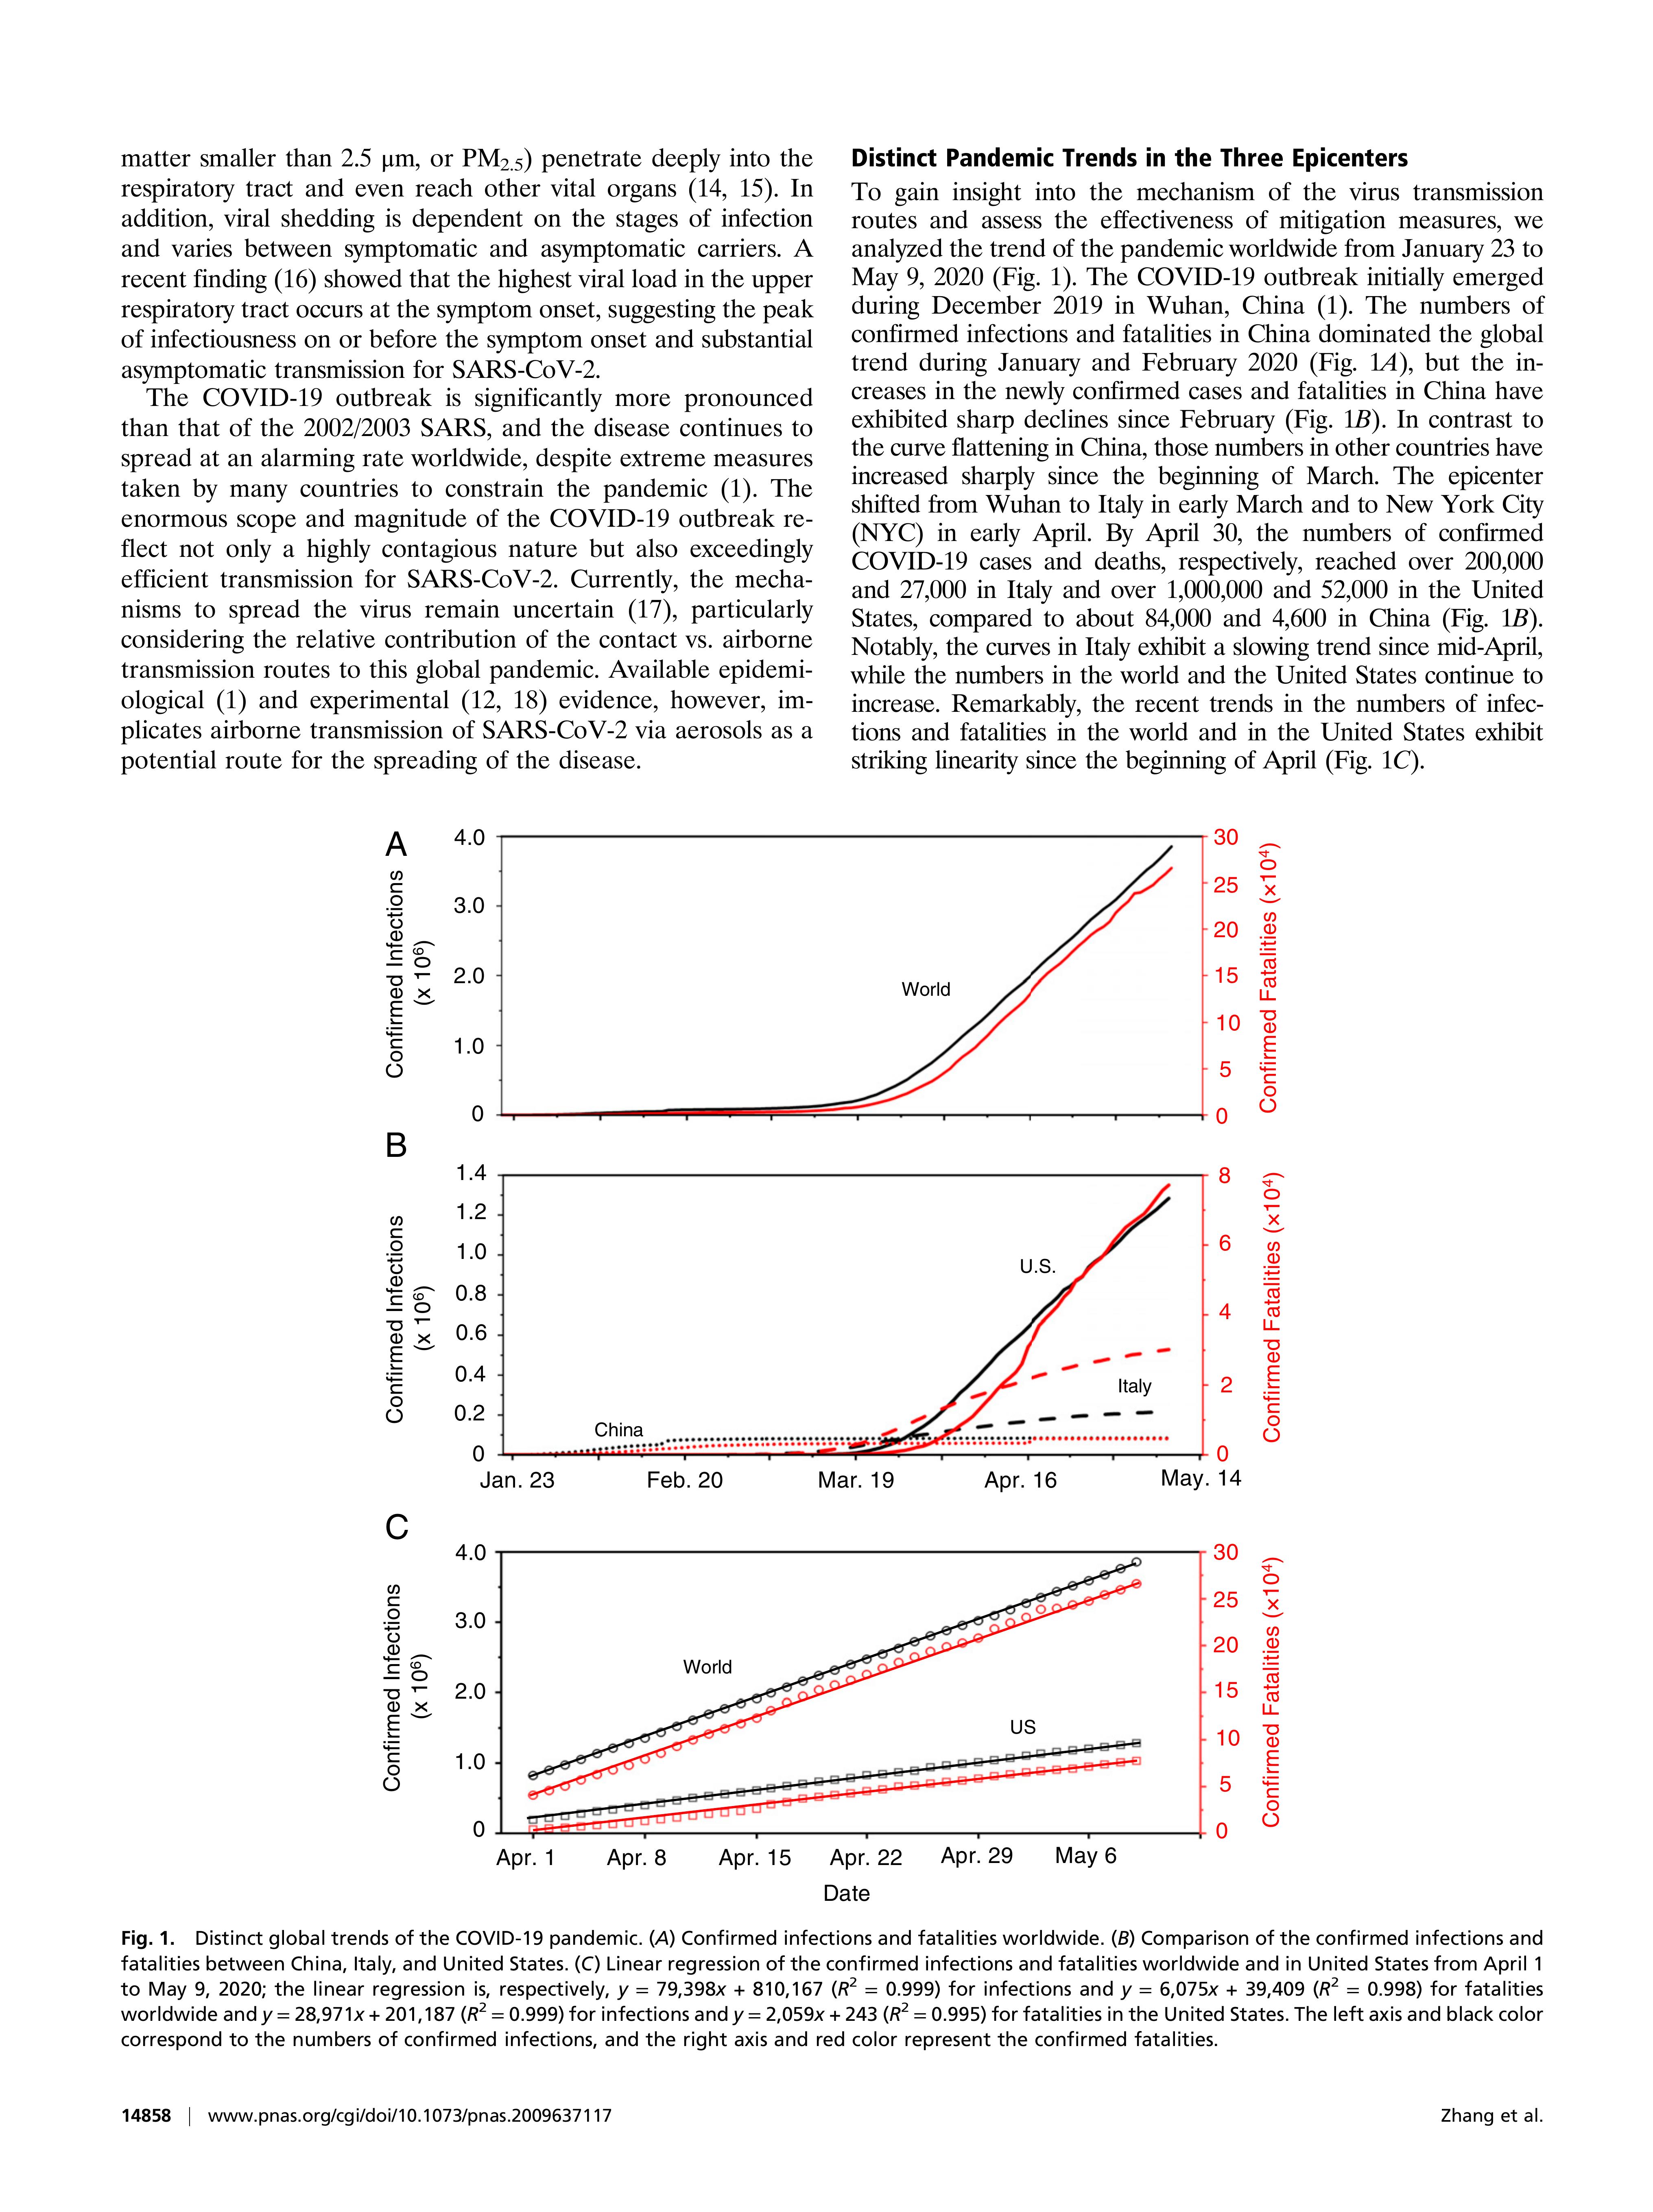 matter smaller than 2.5 μm, or PM2.5) penetrate deeply into the
respiratory tract and even reach other vital organs (14, 15). In
addition, viral shedding is dependent on the stages of infection
and varies between symptomatic and asymptomatic carriers. A
recent finding (16) showed that the highest viral load in the upper
respiratory tract occurs at the symptom onset, suggesting the peak
of infectiousness on or before the symptom onset and substantial
asymptomatic transmission for SARS-CoV-2.
The COVID-19 outbreak is significantly more pronounced
than that of the 2002/2003 SARS, and the disease continues to
spread at an alarming rate worldwide, despite extreme measures
taken by many countries to constrain the pandemic (1). The
enormous scope and magnitude of the COVID-19 outbreak re-
flect not only a highly contagious nature but also exceedingly
efficient transmission for SARS-CoV-2. Currently, the mecha-
nisms to spread the virus remain uncertain (17), particularly
considering the relative contribution of the contact vs. airborne
transmission routes to this global pandemic. Available epidemi-
ological (1) and experimental (12, 18) evidence, however, im-
plicates airborne transmission of SARS-CoV-2 via aerosols as a
potential route for the spreading of the disease.
Distinct Pandemic Trends in the Three Epicenters
To gain insight into the mechanism of the virus transmission
routes and assess the effectiveness of mitigation measures, we
analyzed the trend of the pandemic worldwide from January 23 to
May 9, 2020 (Fig. 1). The COVID-19 outbreak initially emerged
during December 2019 in Wuhan, China (1). The numbers of
confirmed infections and fatalities in China dominated the global
trend during January and February 2020 (Fig. 1A), but the in-
creases in the newly confirmed cases and fatalities in China have
exhibited sharp declines since February (Fig. 1B). In contrast to
the curve flattening in China, those numbers in other countries have
increased sharply since the beginning of March. The epicenter
shifted from Wuhan to Italy in early March and to New York City
(NYC) in early April. By April 30, the numbers of confirmed
COVID-19 cases and deaths, respectively, reached over 200,000
and 27,000 in Italy and over 1,000,000 and 52,000 in the United
States, compared to about 84,000 and 4,600 in China (Fig. 1B).
Notably, the curves in Italy exhibit a slowing trend since mid-April,
while the numbers in the world and the United States continue to
increase. Remarkably, the recent trends in the numbers of infec-
tions and fatalities in the world and in the United States exhibit
striking linearity since the beginning of April (Fig. 1C).
A
Confirmed Infections
(x 10⁶)
4.0
3.0
2.0
1.0
0
World
30
25
20
15
10
5
0
Confirmed Fatalities (×10⁴)
B
Confirmed Infections
(x 10⁶)
1.4
1.2
1.0
0.8
0.6
0.4
0.2
0
China
U.S.
Italy
8
6
4
2
0
Confirmed Fatalities (×10⁴)
Jan. 23 Feb. 20 Mar. 19 Apr. 16 May. 14
C
Confirmed Infections
(x 10⁶)
4.0
3.0
2.0
1.0
0
World
US
30
25
20
15
10
5
0
Confirmed Fatalities (×10⁴)
Apr. 1 Apr. 8 Apr. 15 Apr. 22 Apr. 29 May 6
Date
Fig. 1. Distinct global trends of the COVID-19 pandemic. (A) Confirmed infections and fatalities worldwide. (B) Comparison of the confirmed infections and
fatalities between China, Italy, and United States. (C) Linear regression of the confirmed infections and fatalities worldwide and in United States from April 1
to May 9, 2020; the linear regression is, respectively, y = 79,398x + 810,167 (R² = 0.999) for infections and y = 6,075x + 39,409 (R² = 0.998) for fatalities
worldwide and y = 28,971x + 201,187 (R² = 0.999) for infections and y = 2,059x + 243 (R² = 0.995) for fatalities in the United States. The left axis and black color
correspond to the numbers of confirmed infections, and the right axis and red color represent the confirmed fatalities.
14858 | www.pnas.org/cgi/doi/10.1073/pnas.2009637117
Zhang et al.